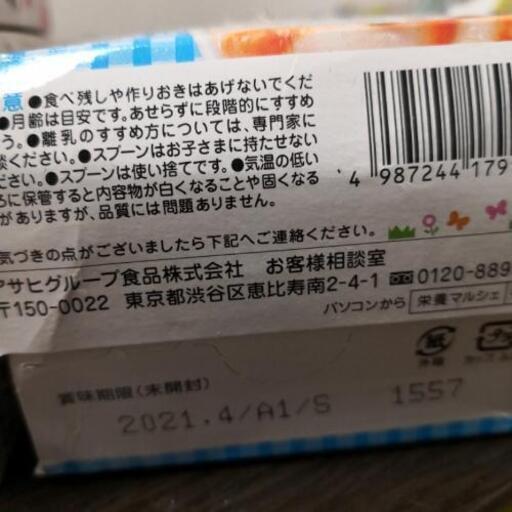 意 ●食べ残しや作りおきはあげないでくだ
●月齢は目安です。あせらずに段階的にすすめ
う。●離乳のすすめ方については、専門家に
談ください。●スプーンはお子さまに持たせない
ださい。●スプーンは使い捨てです。●気温の低い
ろに保管すると内容物が白くなることや固くなる
がありますが、品質には問題ありません。
4 987244 179
気づきの点がございましたら下記へご連絡ください。
アサヒグループ食品株式会社 お客様相談室
〒150-0022 東京都渋谷区恵比寿南2-4-1 0120-889
パソコンから 栄養マルシェ
紙
賞味期限(未開封)
2021.4/A1/S 1557